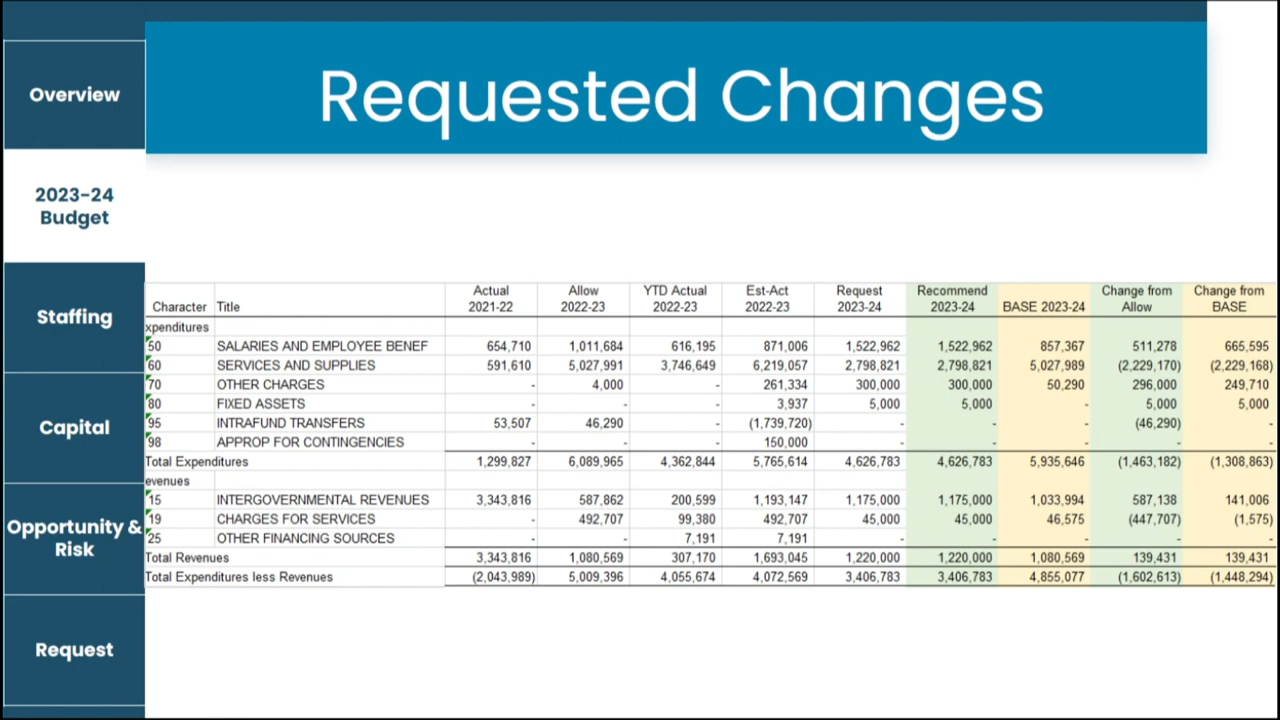 Requested Changes
Overview
2023-24
Budget
Staffing
Capital
Opportunity &
Risk
Request
Actual Allow YTD Actual Est-Act Request Recommend Change from Change from
Character Title 2021-22 2022-23 2022-23 2022-23 2023-24 2023-24 BASE 2023-24 Allow BASE
xpenditures
50 SALARIES AND EMPLOYEE BENEF 654,710 1,011,684 616,195 871,006 1,522,962 1,522,962 857,367 511,278 665,595
60 SERVICES AND SUPPLIES 591,610 5,027,991 3,746,649 6,219,057 2,798,821 2,798,821 5,027,989 (2,229,170) (2,229,168)
70 OTHER CHARGES - 4,000 - 261,334 300,000 300,000 50,290 296,000 249,710
80 FIXED ASSETS - - - 3,937 5,000 5,000 - 5,000 5,000
95 INTRAFUND TRANSFERS 53,507 46,290 - (1,739,720) - - - (46,290) -
98 APPROP FOR CONTINGENCIES - - - 150,000 - - - - -
Total Expenditures 1,299,827 6,089,965 4,362,844 5,765,614 4,626,783 4,626,783 5,935,646 (1,463,182) (1,308,863)
evenues
15 INTERGOVERNMENTAL REVENUES 3,343,816 587,862 200,599 1,193,147 1,175,000 1,175,000 1,033,994 587,138 141,006
19 CHARGES FOR SERVICES - 492,707 99,380 492,707 45,000 45,000 46,575 (447,707) (1,575)
25 OTHER FINANCING SOURCES - - 7,191 7,191 - - - - -
Total Revenues 3,343,816 1,080,569 307,170 1,693,045 1,220,000 1,220,000 1,080,569 139,431 139,431
Total Expenditures less Revenues (2,043,989) 5,009,396 4,055,674 4,072,569 3,406,783 3,406,783 4,855,077 (1,602,613) (1,448,294)